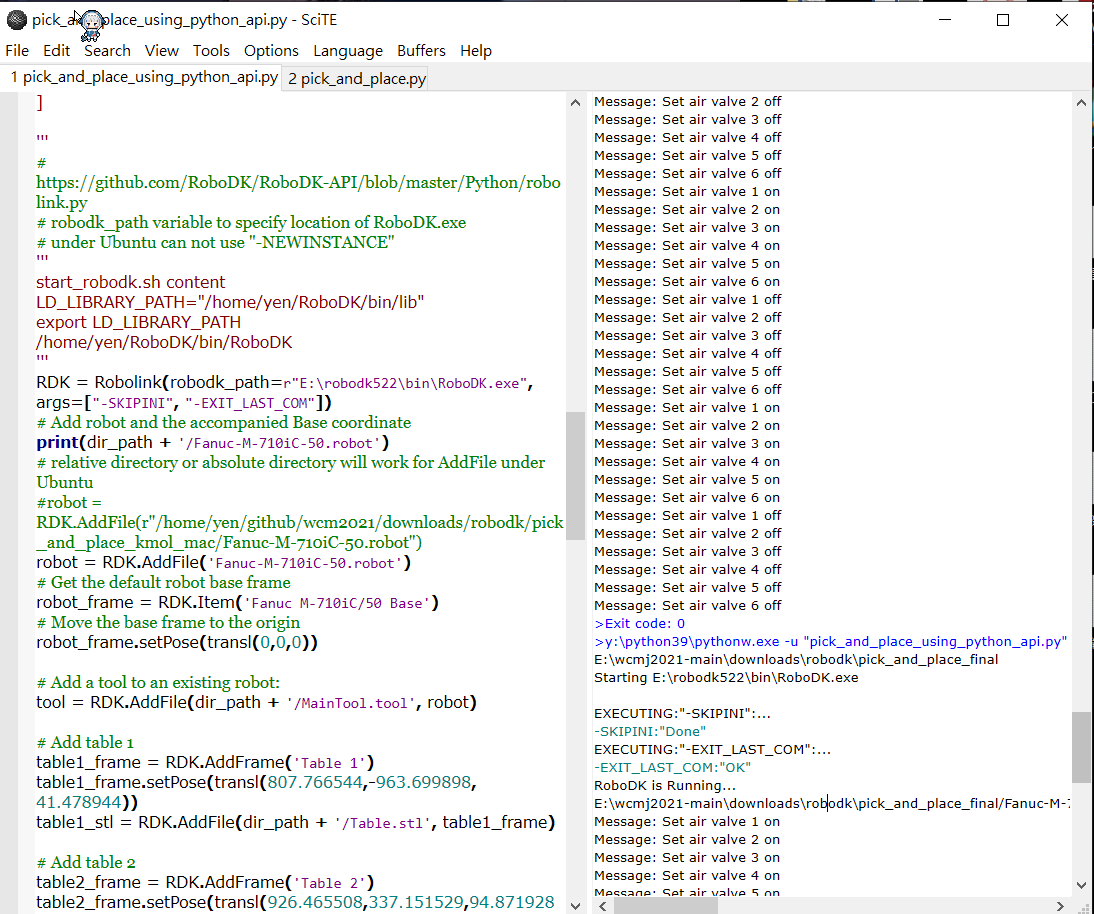 pick_a place_using_python_api.py - SciTE
File Edit Search View Tools Options Language Buffers Help
1 pick_and_place_using_python_api.py 2 pick_and_place.py
]
'''
#
https://github.com/RoboDK/RoboDK-API/blob/master/Python/robo
link.py
# robodk_path variable to specify location of RoboDK.exe
# under Ubuntu can not use "-NEWINSTANCE"
'''
start_robodk.sh content
LD_LIBRARY_PATH="/home/yen/RoboDK/bin/lib"
export LD_LIBRARY_PATH
/home/yen/RoboDK/bin/RoboDK
'''
RDK = Robolink(robodk_path=r"E:\robodk522\bin\RoboDK.exe",
args=["-SKIPINI", "-EXIT_LAST_COM"])
# Add robot and the accompanied Base coordinate
print(dir_path + '/Fanuc-M-710iC-50.robot')
# relative directory or absolute directory will work for AddFile under
Ubuntu
#robot =
RDK.AddFile(r"/home/yen/github/wcm2021/downloads/robodk/pick
_and_place_kmol_mac/Fanuc-M-710iC-50.robot")
robot = RDK.AddFile('Fanuc-M-710iC-50.robot')
# Get the default robot base frame
robot_frame = RDK.Item('Fanuc M-710iC/50 Base')
# Move the base frame to the origin
robot_frame.setPose(transl(0,0,0))
# Add a tool to an existing robot:
tool = RDK.AddFile(dir_path + '/MainTool.tool', robot)
# Add table 1
table1_frame = RDK.AddFrame('Table 1')
table1_frame.setPose(transl(807.766544,-963.699898,
41.478944))
table1_stl = RDK.AddFile(dir_path + '/Table.stl', table1_frame)
# Add table 2
table2_frame = RDK.AddFrame('Table 2')
table2_frame.setPose(transl(926.465508,337.151529,94.871928
Message: Set air valve 2 off
Message: Set air valve 3 off
Message: Set air valve 4 off
Message: Set air valve 5 off
Message: Set air valve 6 off
Message: Set air valve 1 on
Message: Set air valve 2 on
Message: Set air valve 3 on
Message: Set air valve 4 on
Message: Set air valve 5 on
Message: Set air valve 6 on
Message: Set air valve 1 off
Message: Set air valve 2 off
Message: Set air valve 3 off
Message: Set air valve 4 off
Message: Set air valve 5 off
Message: Set air valve 6 off
Message: Set air valve 1 on
Message: Set air valve 2 on
Message: Set air valve 3 on
Message: Set air valve 4 on
Message: Set air valve 5 on
Message: Set air valve 6 on
Message: Set air valve 1 off
Message: Set air valve 2 off
Message: Set air valve 3 off
Message: Set air valve 4 off
Message: Set air valve 5 off
Message: Set air valve 6 off
>Exit code: 0
>y:\python39\pythonw.exe -u "pick_and_place_using_python_api.py"
E:\wcmj2021-main\downloads\robodk\pick_and_place_final
Starting E:\robodk522\bin\RoboDK.exe
EXECUTING:"-SKIPINI":...
-SKIPINI:"Done"
EXECUTING:"-EXIT_LAST_COM":...
-EXIT_LAST_COM:"OK"
RoboDK is Running...
E:\wcmj2021-main\downloads\robodk\pick_and_place_final/Fanuc-M-7
Message: Set air valve 1 on
Message: Set air valve 2 on
Message: Set air valve 3 on
Message: Set air valve 4 on
Message: Set air valve 5 on